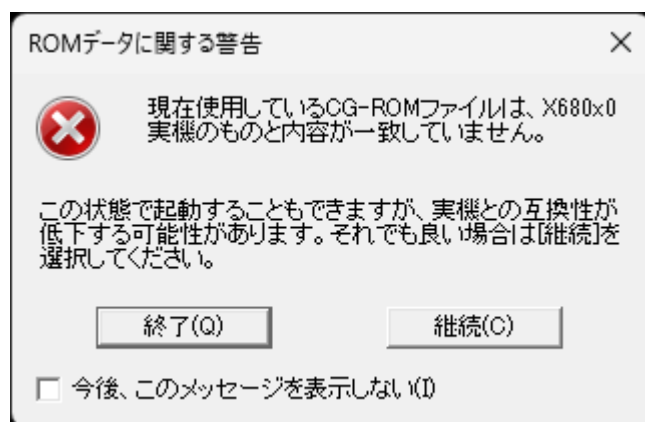 ROMデータに関する警告
現在使用しているCG-ROMファイルは、X680x0
実機のものと内容が一致していません。
この状態で起動することもできますが、実機との互換性が
低下する可能性があります。それでも良い場合は[継続]を
選択してください。
終了(Q)
継続(C)
今後、このメッセージを表示しない(I)